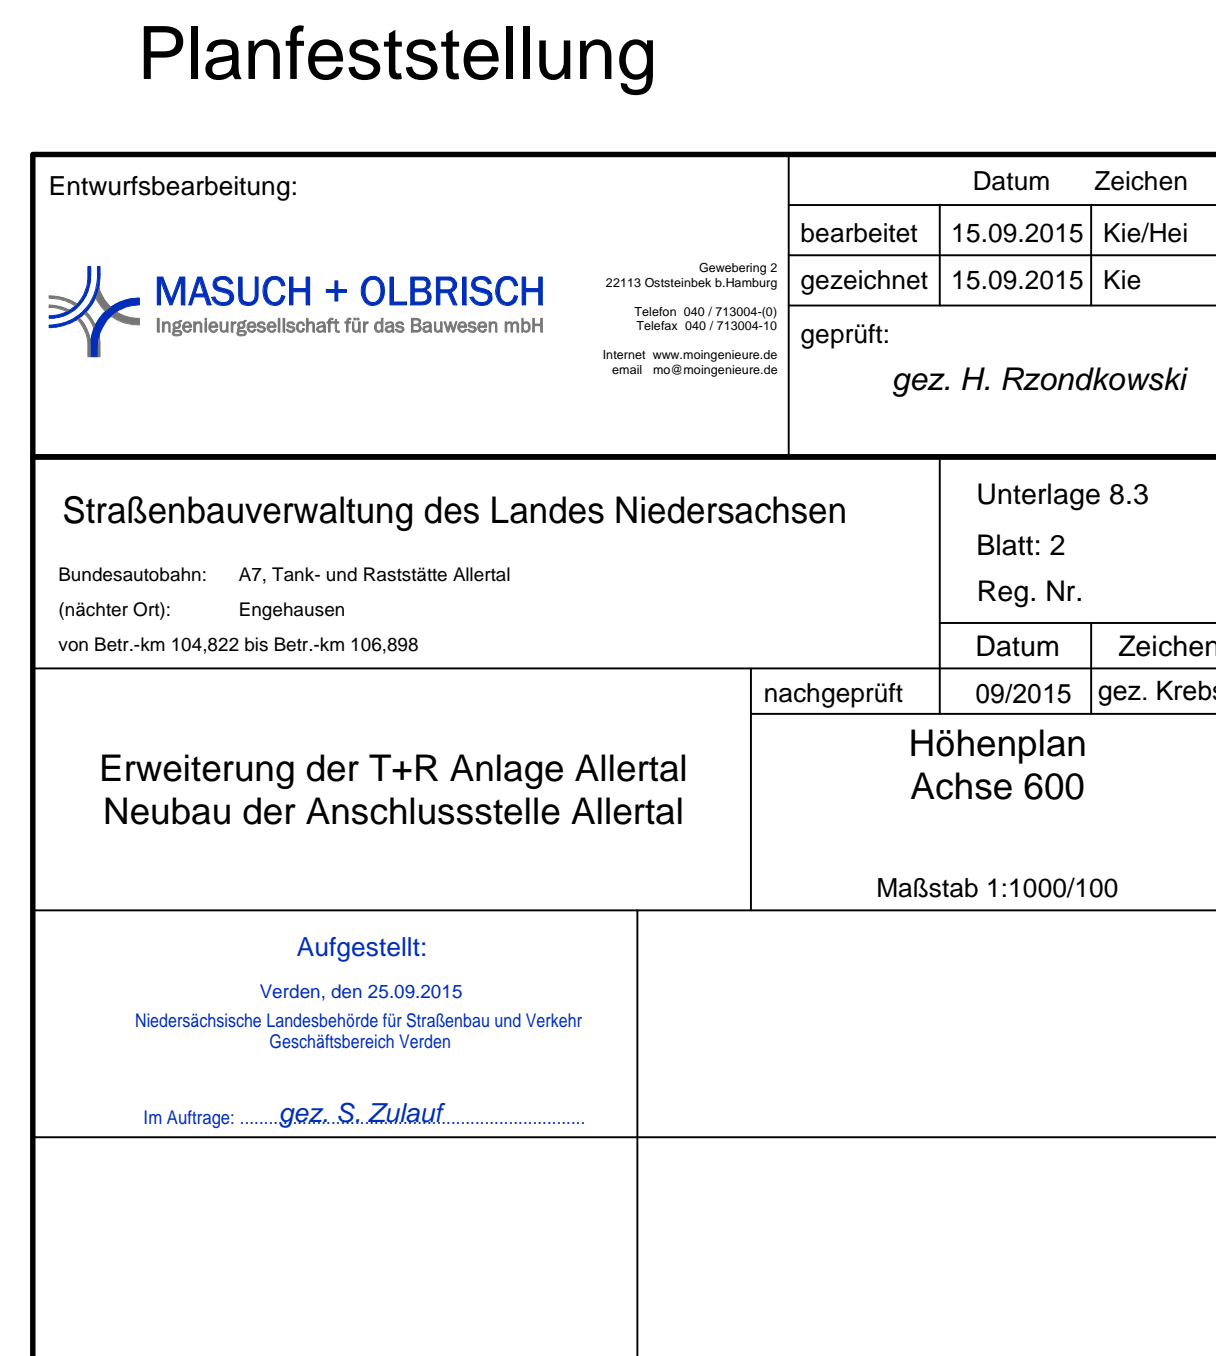 Planfeststellung
Entwurfsbearbeitung:
MASUCH + OLBRISCH
Ingenieurgesellschaft für das Bauwesen mbH
Gewebering 2
22113 Oststeinbek b.Hamburg
Telefon 040 / 713004-(0)
Telefax 040 / 713004-10
Internet www.moingenieure.de
email mo@moingenieure.de
Datum Zeichen
bearbeitet 15.09.2015 Kie/Hei
gezeichnet 15.09.2015 Kie
geprüft:
gez. H. Rzondkowski
Straßenbauverwaltung des Landes Niedersachsen
Bundesautobahn: A7, Tank- und Raststätte Allertal
(nächter Ort): Engehausen
von Betr.-km 104,822 bis Betr.-km 106,898
Unterlage 8.3
Blatt: 2
Reg. Nr.
Datum Zeichen
nachgeprüft 09/2015 gez. Krebs
Erweiterung der T+R Anlage Allertal
Neubau der Anschlussstelle Allertal
Höhenplan
Achse 600
Maßstab 1:1000/100
Aufgestellt:
Verden, den 25.09.2015
Niedersächsische Landesbehörde für Straßenbau und Verkehr
Geschäftsbereich Verden
Im Auftrage: ........gez. S. Zulauf..............................